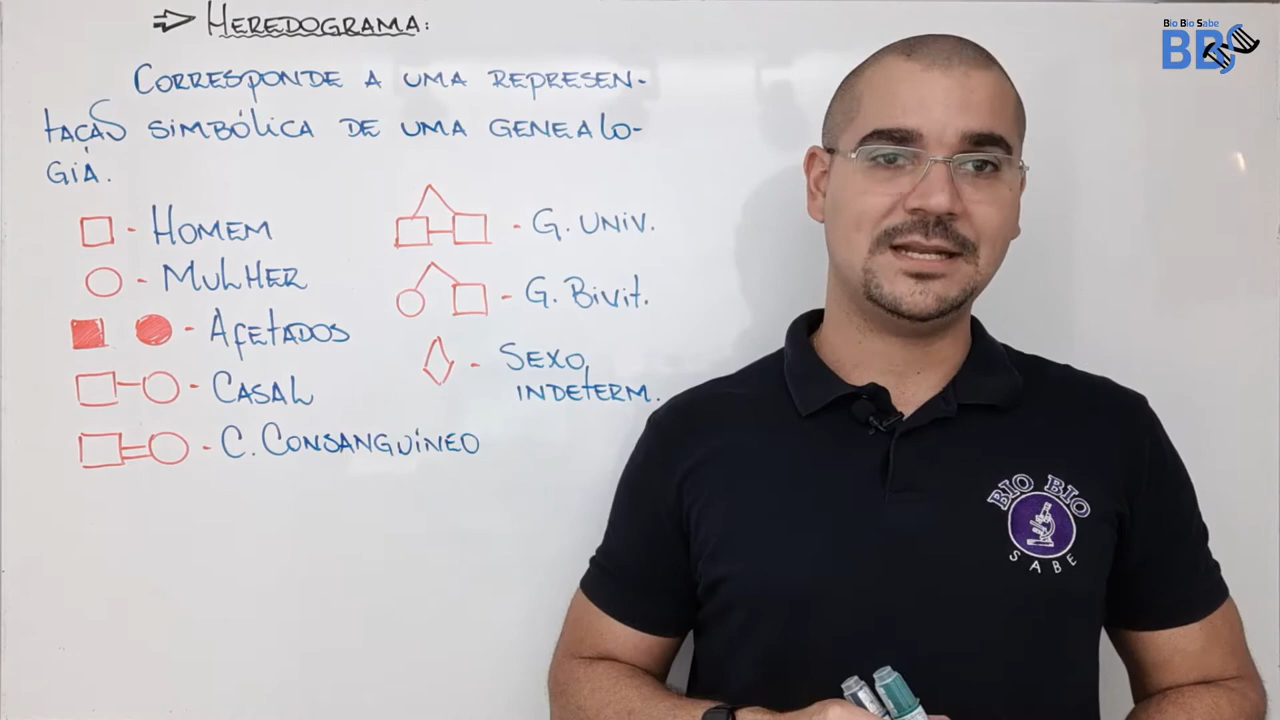 ⇒ HEREDOGRAMA:
CORRESPONDE A UMA REPRESEN-
TAÇÃO SIMBÓLICA DE UMA GENEALO-
GIA.
- HOMEM
- MULHER
- AFETADOS
- CASAL
- C. CONSANGUÍNEO
- G. UNIV.
- G. BIVIT.
- SEXO
INDETERM.
Bio Bio Sabe
BBS
BIO BIO
SABE